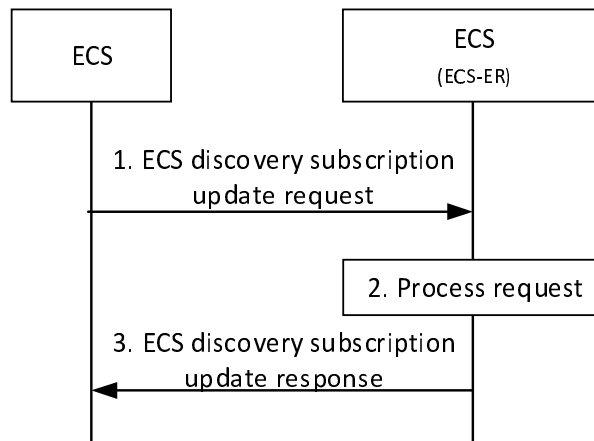 ECS
ECS
(ECS-ER)
1. ECS discovery subscription
update request
2. Process request
3. ECS discovery subscription
update response